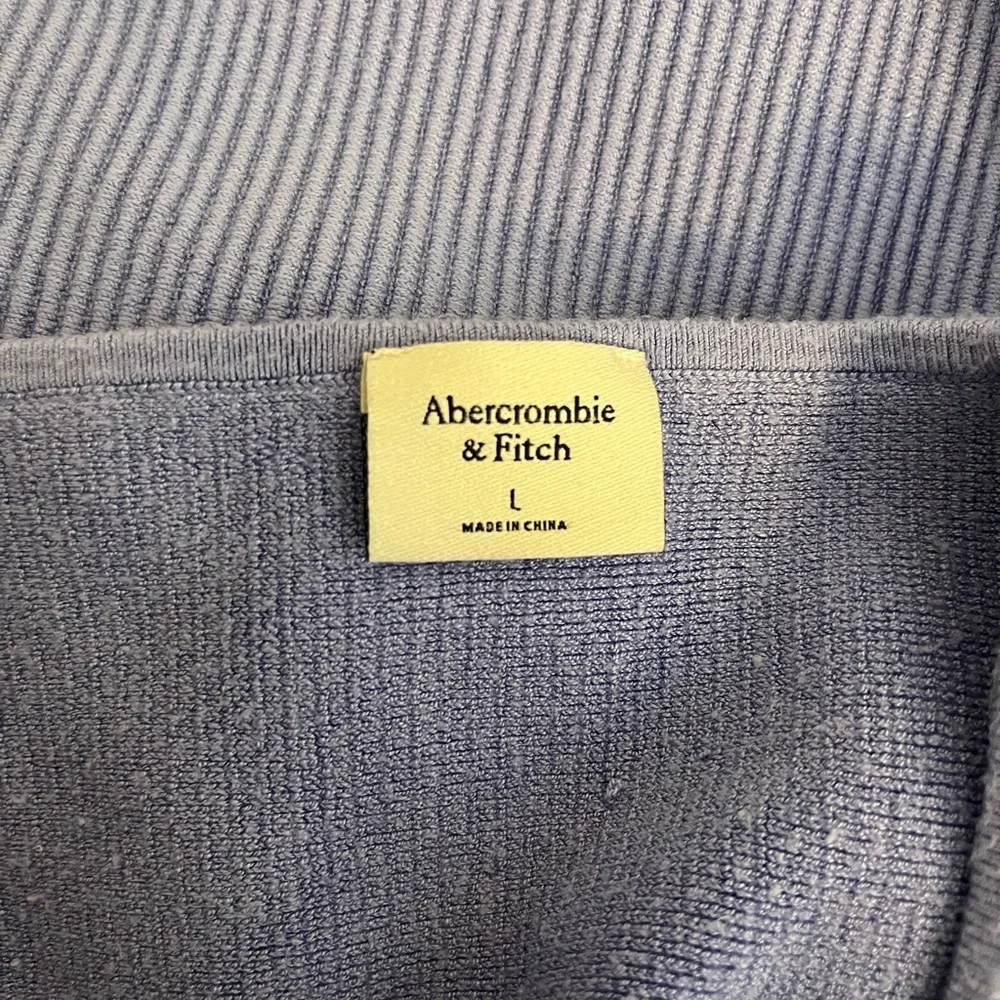 Abercrombie
& Fitch
L
MADE IN CHINA